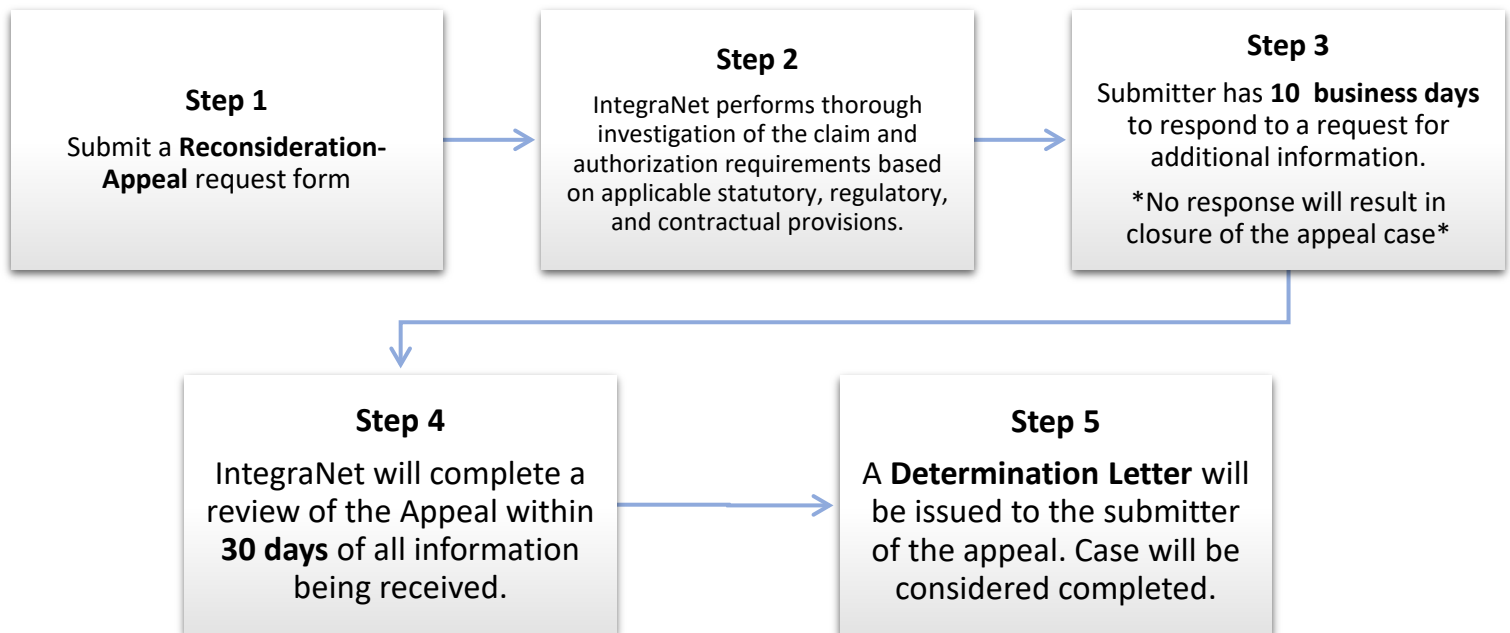 Step 1
Submit a Reconsideration-
Appeal request form
Step 2
IntegraNet performs thorough
investigation of the claim and
authorization requirements based
on applicable statutory, regulatory,
and contractual provisions.
Step 3
Submitter has 10 business days
to respond to a request for
additional information.
*No response will result in
closure of the appeal case*
Step 4
IntegraNet will complete a
review of the Appeal within
30 days of all information
being received.
Step 5
A Determination Letter will
be issued to the submitter
of the appeal. Case will be
considered completed.